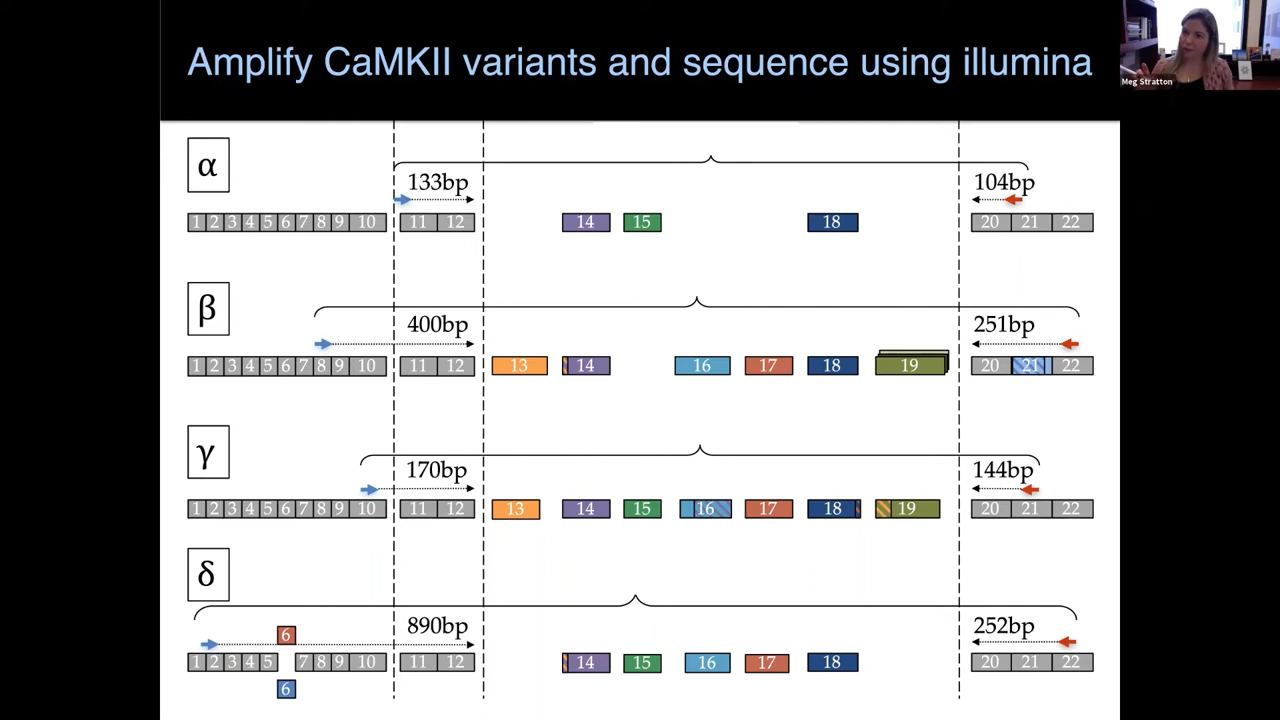 Amplify CaMKII variants and sequence using illumina
Meg Stratton
α
133bp
104bp
1 2 3 4 5 6 7 8 9 10 11 12 14 15 18 20 21 22
β
400bp
251bp
1 2 3 4 5 6 7 8 9 10 11 12 13 14 16 17 18 19 20 21 22
γ
170bp
144bp
1 2 3 4 5 6 7 8 9 10 11 12 13 14 15 16 17 18 19 20 21 22
δ
890bp
252bp
6
1 2 3 4 5 7 8 9 10 11 12 14 15 16 17 18 20 21 22
6